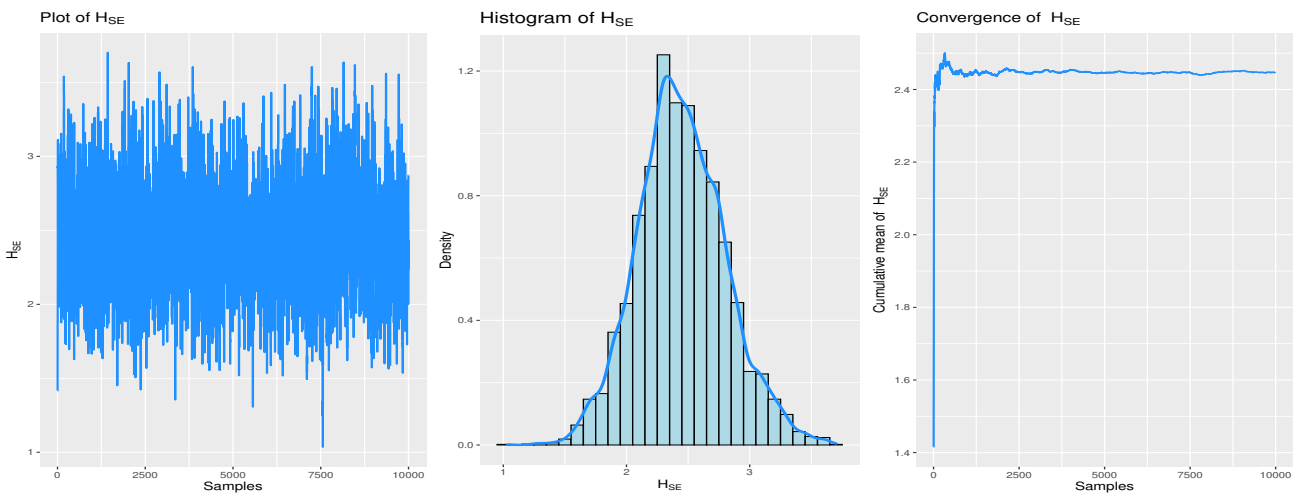 Plot of H_SE
H_SE
3
2
1
0
2500
5000
7500
10000
Samples
Histogram of H_SE
Density
1.2
0.8
0.4
0.0
1
2
3
H_SE
Convergence of H_SE
Cumulative mean of H_SE
2.4
2.2
2.0
1.8
1.6
1.4
0
2500
5000
7500
10000
Samples